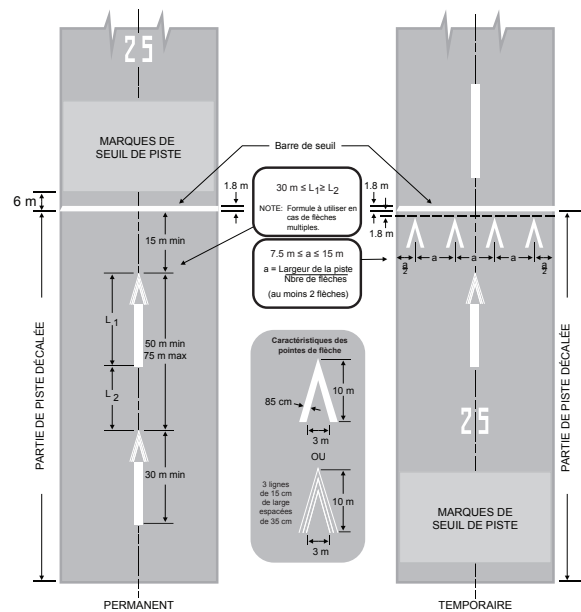 25
MARQUES DE
SEUIL DE PISTE
6 m
15 m min
L1
50 m min
75 m max
L2
30 m min
PARTIE DE PISTE DÉCALÉE
PERMANENT
Barre de seuil
1.8 m
30 m ≤ L1≥ L2
NOTE: Formule à utiliser en
cas de flèches
multiples.
1.8 m
1.8 m
7.5 m ≤ a ≤ 15 m
a = Largeur de la piste
Nbre de flèches
(au moins 2 flèches)
Caractéristiques des
pointes de flèche
85 cm
10 m
3 m
OU
3 lignes
de 15 cm
de large
espacées
de 35 cm
10 m
3 m
a/2
a
a
a
a/2
25
MARQUES DE
SEUIL DE PISTE
PARTIE DE PISTE DÉCALÉE
TEMPORAIRE